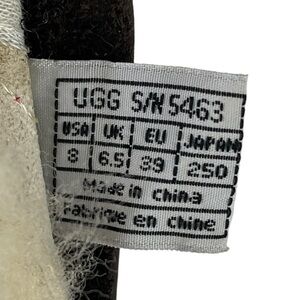 UGG S/N 5463
USA UK EU JAPAN
8 6.5 39 250
Made in china
Fabrique en chine